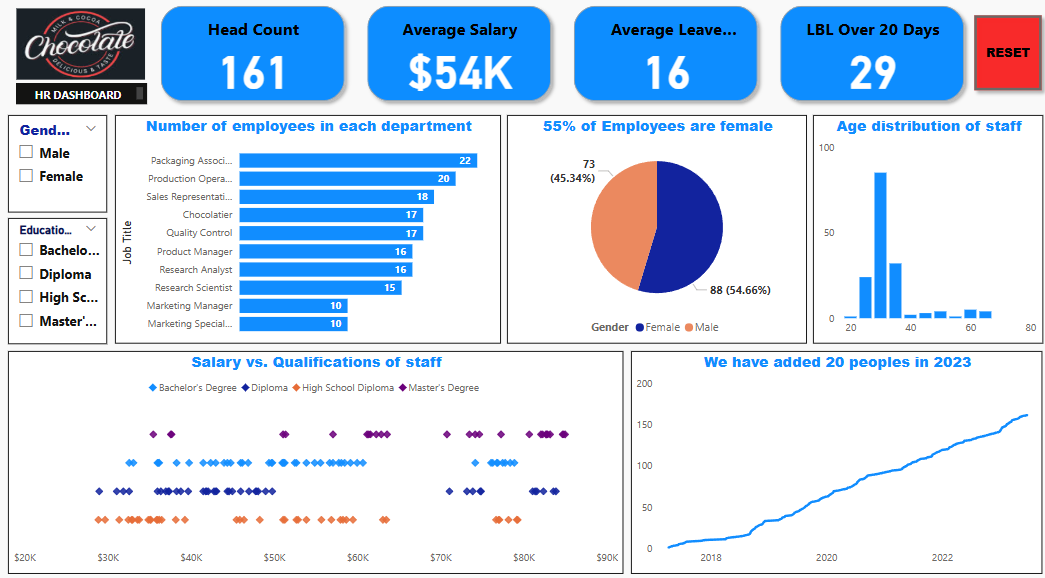 MILK & COCOA
Chocolate
DELICIOUS & TASTE
HR DASHBOARD
Head Count
161
Average Salary
$54K
Average Leave...
16
LBL Over 20 Days
29
RESET
Gend...
Male
Female
Educatio...
Bachelo...
Diploma
High Sc...
Master'...
Number of employees in each department
Job Title
Packaging Associ...
22
Production Opera...
20
Sales Representati...
18
Chocolatier
17
Quality Control
17
Product Manager
16
Research Analyst
16
Research Scientist
15
Marketing Manager
10
Marketing Special...
10
55% of Employees are female
73
(45.34%)
88 (54.66%)
Gender Female Male
Age distribution of staff
100
50
0
20 40 60 80
Salary vs. Qualifications of staff
Bachelor's Degree Diploma High School Diploma Master's Degree
$20K $30K $40K $50K $60K $70K $80K $90K
We have added 20 peoples in 2023
200
150
100
50
0
2018 2020 2022